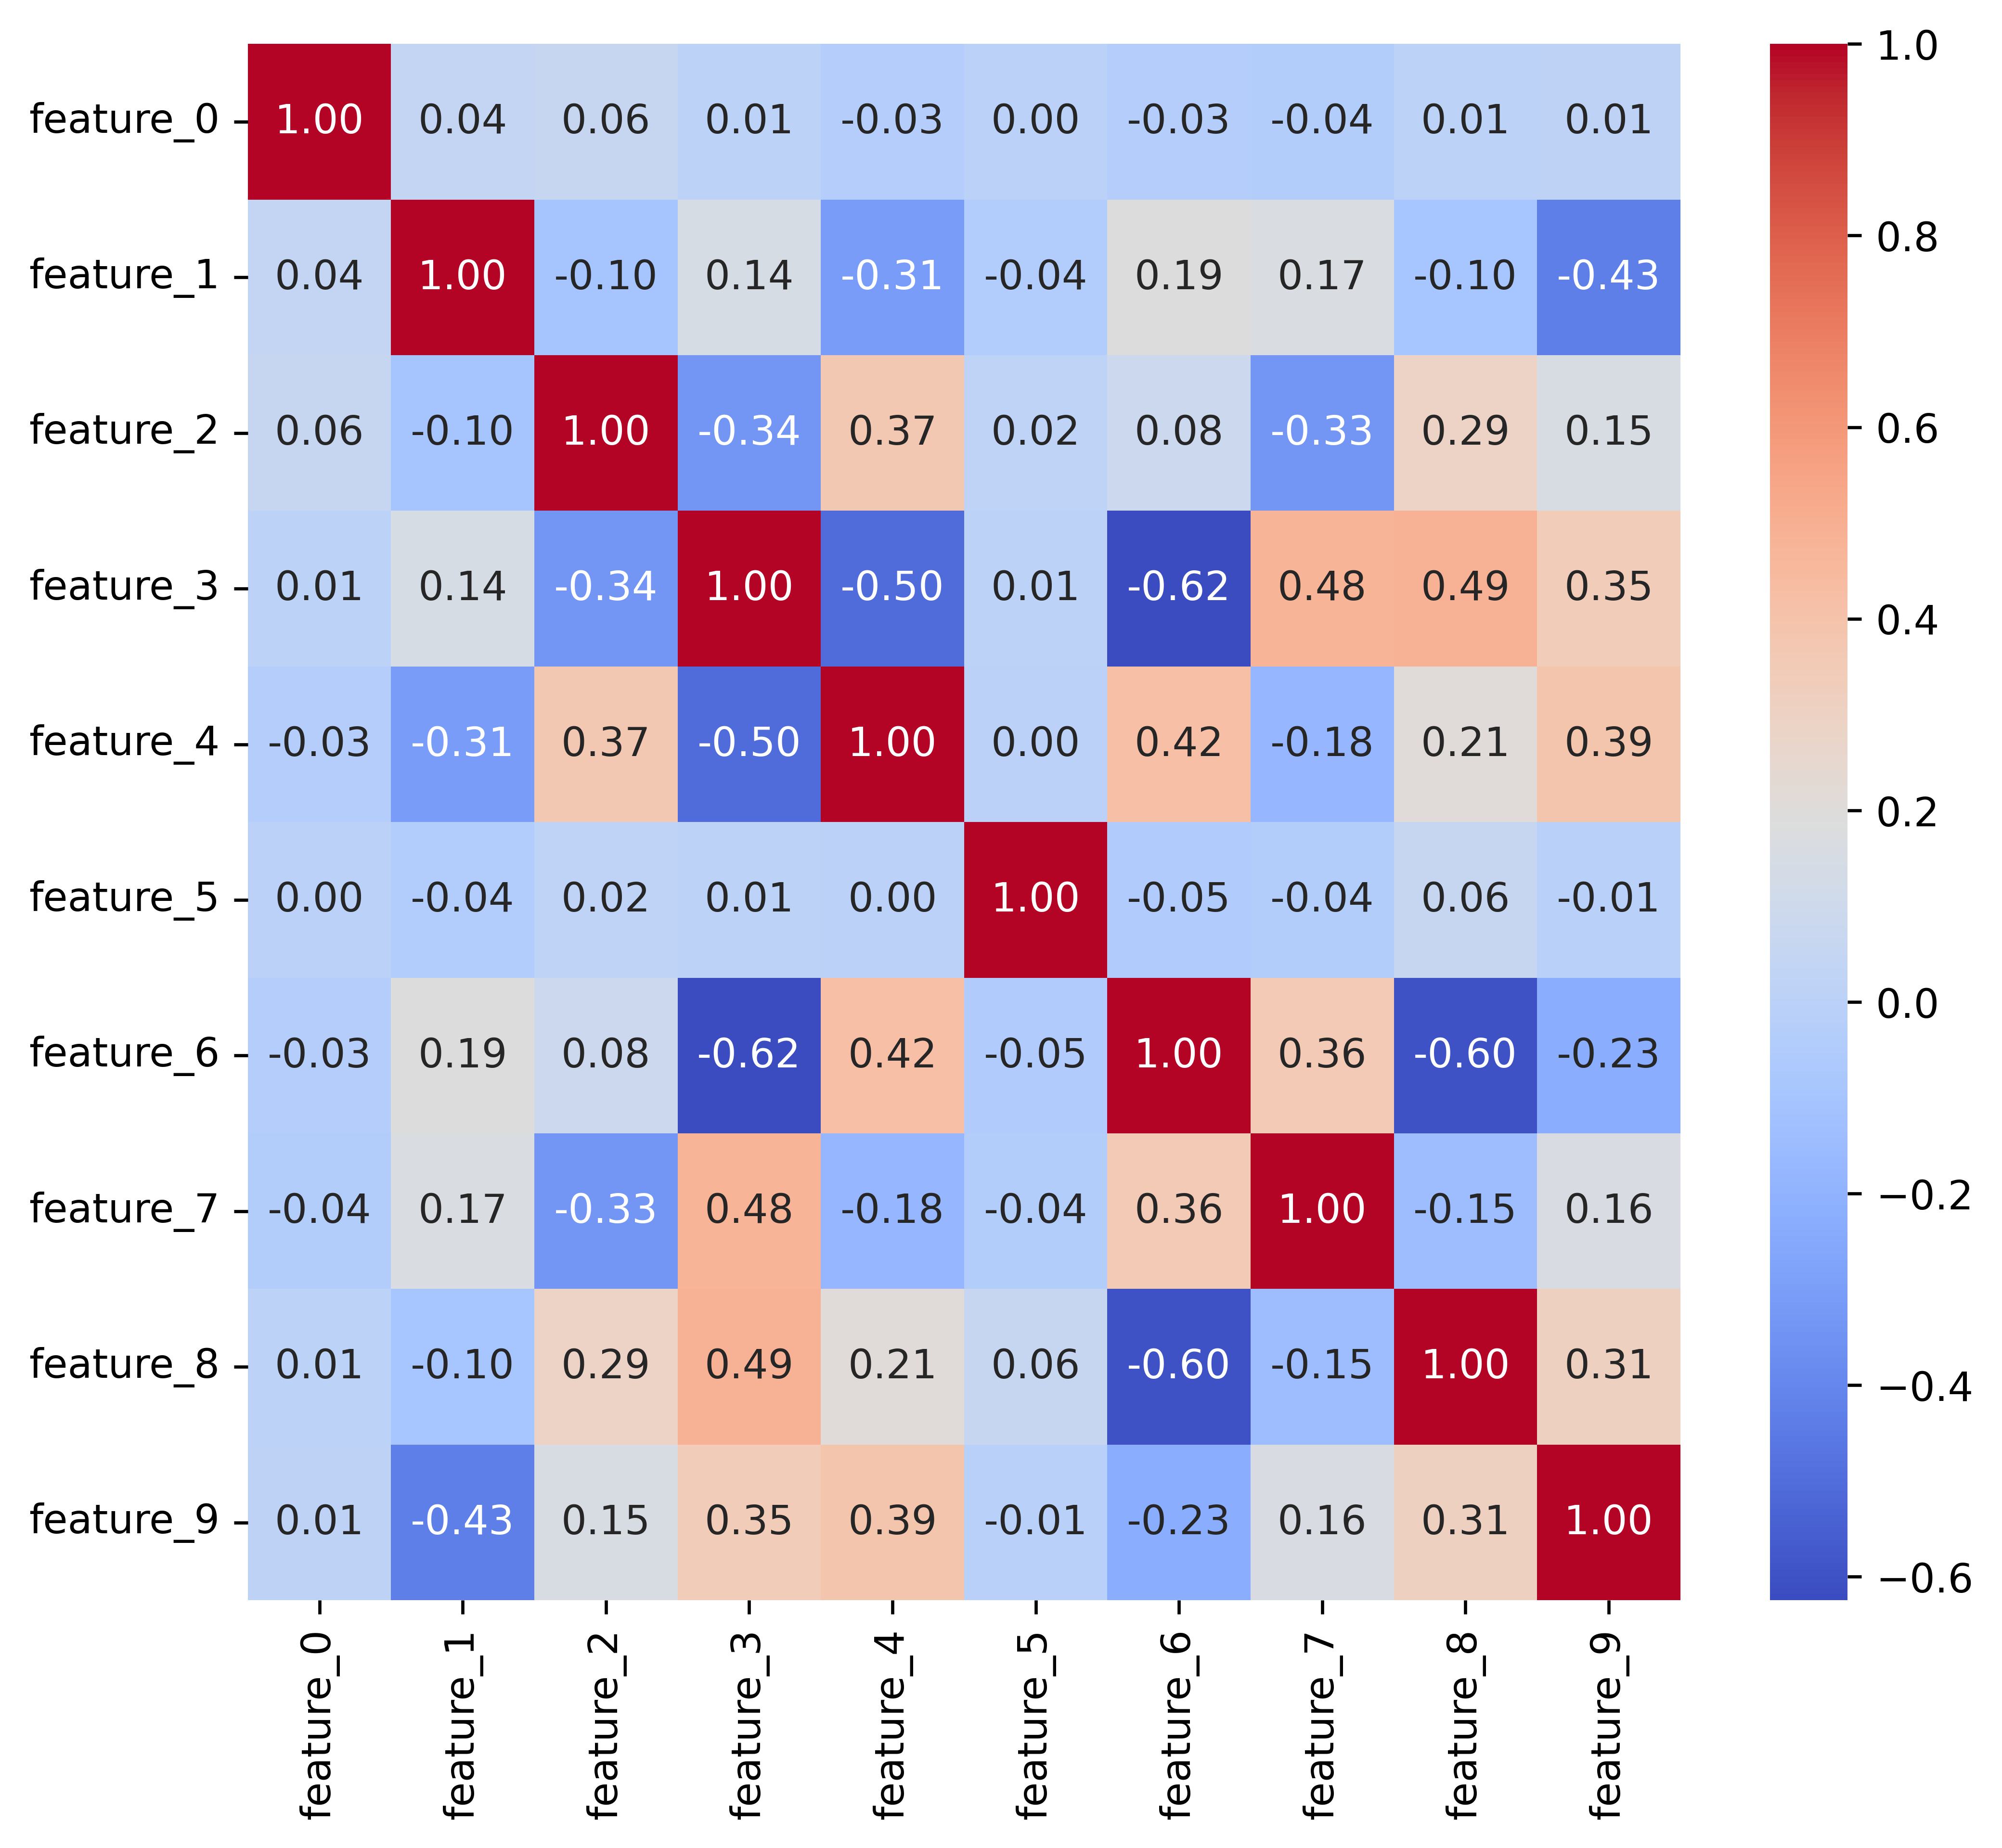 feature_0 1.00 0.04 0.06 0.01 -0.03 0.00 -0.03 -0.04 0.01 0.01
feature_1 0.04 1.00 -0.10 0.14 -0.31 -0.04 0.19 0.17 -0.10 -0.43
feature_2 0.06 -0.10 1.00 -0.34 0.37 0.02 0.08 -0.33 0.29 0.15
feature_3 0.01 0.14 -0.34 1.00 -0.50 0.01 -0.62 0.48 0.49 0.35
feature_4 -0.03 -0.31 0.37 -0.50 1.00 0.00 0.42 -0.18 0.21 0.39
feature_5 0.00 -0.04 0.02 0.01 0.00 1.00 -0.05 -0.04 0.06 -0.01
feature_6 -0.03 0.19 0.08 -0.62 0.42 -0.05 1.00 0.36 -0.60 -0.23
feature_7 -0.04 0.17 -0.33 0.48 -0.18 -0.04 0.36 1.00 -0.15 0.16
feature_8 0.01 -0.10 0.29 0.49 0.21 0.06 -0.60 -0.15 1.00 0.31
feature_9 0.01 -0.43 0.15 0.35 0.39 -0.01 -0.23 0.16 0.31 1.00
feature_0
feature_1
feature_2
feature_3
feature_4
feature_5
feature_6
feature_7
feature_8
feature_9
1.0
0.8
0.6
0.4
0.2
0.0
−0.2
−0.4
−0.6